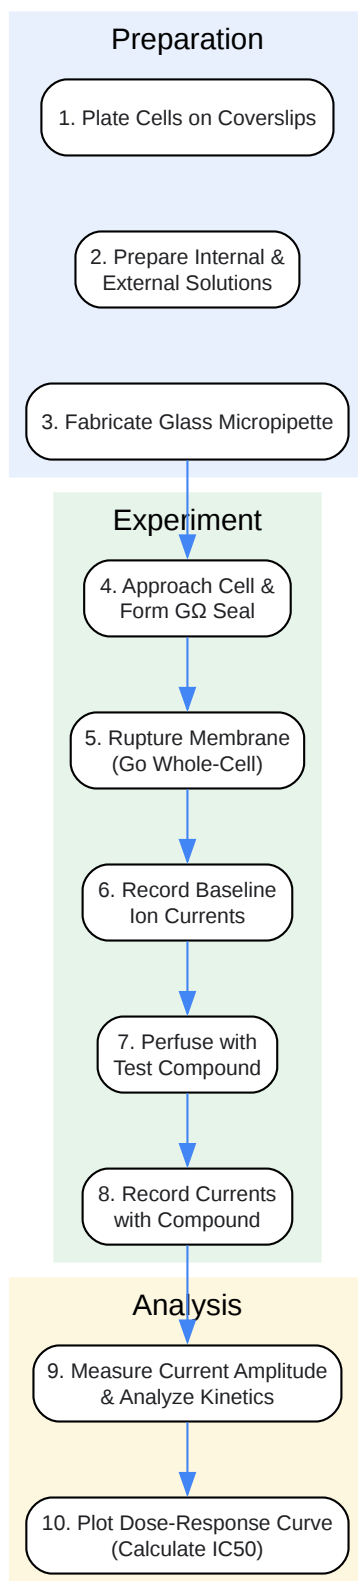 Preparation
1. Plate Cells on Coverslips
2. Prepare Internal &
External Solutions
3. Fabricate Glass Micropipette
Experiment
4. Approach Cell &
Form GΩ Seal
5. Rupture Membrane
(Go Whole-Cell)
6. Record Baseline
Ion Currents
7. Perfuse with
Test Compound
8. Record Currents
with Compound
Analysis
9. Measure Current Amplitude
& Analyze Kinetics
10. Plot Dose-Response Curve
(Calculate IC50)